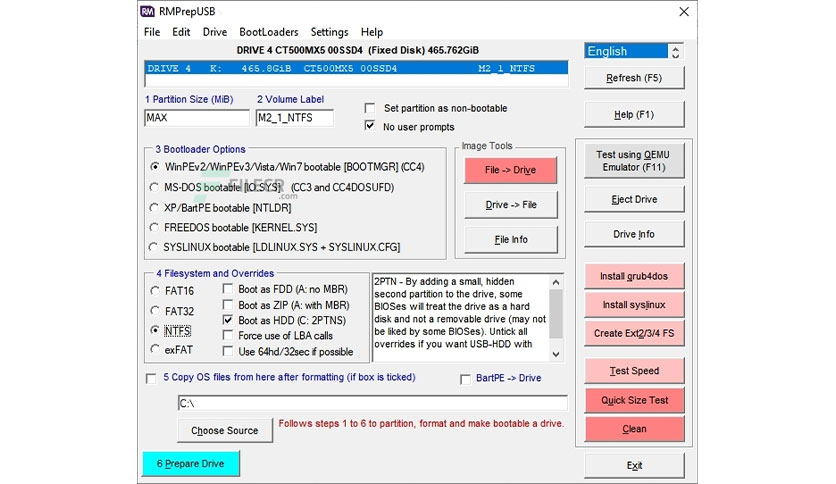 RMPrepUSB
File Edit Drive BootLoaders Settings Help
DRIVE 4 CT500MX5 00SSD4 (Fixed Disk) 465.762GiB
English
DRIVE 4 K: 465.8GiB CT500MX5 00SSD4 M2_1_NTFS
Refresh (F5)
1 Partition Size (MiB)
2 Volume Label
MAX
M2_1_NTFS
Set partition as non-bootable
No user prompts
Help (F1)
3 Bootloader Options
WinPEv2/WinPEv3/Vista/Win7 bootable [BOOTMGR] (CC4)
MS-DOS bootable [IO.SYS] (CC3 and CC4DOSUFD)
XP/BartPE bootable [NTLDR]
FREEDOS bootable [KERNEL.SYS]
SYSLINUX bootable [LDLINUX.SYS + SYSLINUX.CFG]
FILECR
.com
Image Tools
File -> Drive
Drive -> File
File Info
Test using QEMU
Emulator (F11)
Eject Drive
Drive Info
4 Filesystem and Overrides
FAT16
FAT32
NTFS
exFAT
Boot as FDD (A: no MBR)
Boot as ZIP (A: with MBR)
Boot as HDD (C: 2PTNS)
Force use of LBA calls
Use 64hd/32sec if possible
2PTN - By adding a small, hidden
second partition to the drive, some
BIOSes will treat the drive as a hard
disk and not a removable drive (may not
be liked by some BIOSes). Untick all
overrides if you want USB-HDD with
Install grub4dos
Install syslinux
Create Ext2/3/4 FS
5 Copy OS files from here after formatting (if box is ticked)
BartPE -> Drive
Test Speed
C:\
Quick Size Test
Choose Source
Follows steps 1 to 6 to partition, format and make bootable a drive.
Clean
6 Prepare Drive
Exit